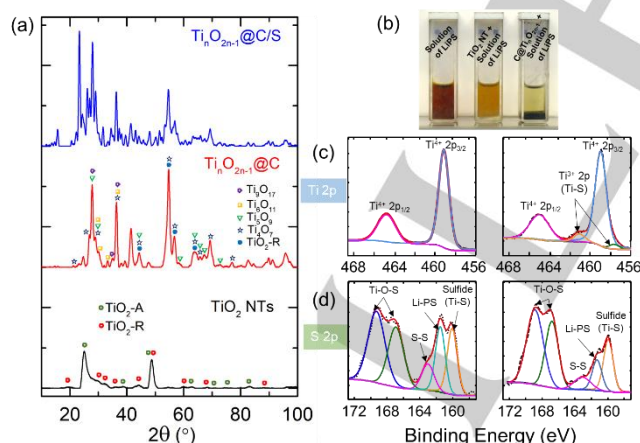 (a)
TiₙO₂ₙ₋₁@C/S
TiₙO₂ₙ₋₁@C
Ti₉O₁₇
Ti₆O₁₁
Ti₅O₉
Ti₄O₇
TiO₂-R
TiO₂-A
TiO₂-R
TiO₂ NTs
20 40 60 80 100
2θ (°)
(b)
Solution
of LiPS
TiO₂ NT +
Solution
of LiPS
C@TiₙO₂ₙ₋₁ +
Solution
of LiPS
(c)
Ti 2p
Ti⁴⁺ 2p₃/₂
Ti⁴⁺ 2p₁/₂
468 464 460 456
Ti⁴⁺ 2p₃/₂
Ti³⁺ 2p
(Ti-S)
Ti⁴⁺ 2p₁/₂
468 464 460 456
(d)
S 2p
Ti-O-S
Sulfide
(Ti-S)
Li-PS
S-S
172 168 164 160
Ti-O-S
Sulfide
(Ti-S)
Li-PS
S-S
172 168 164 160
Binding Energy (eV)